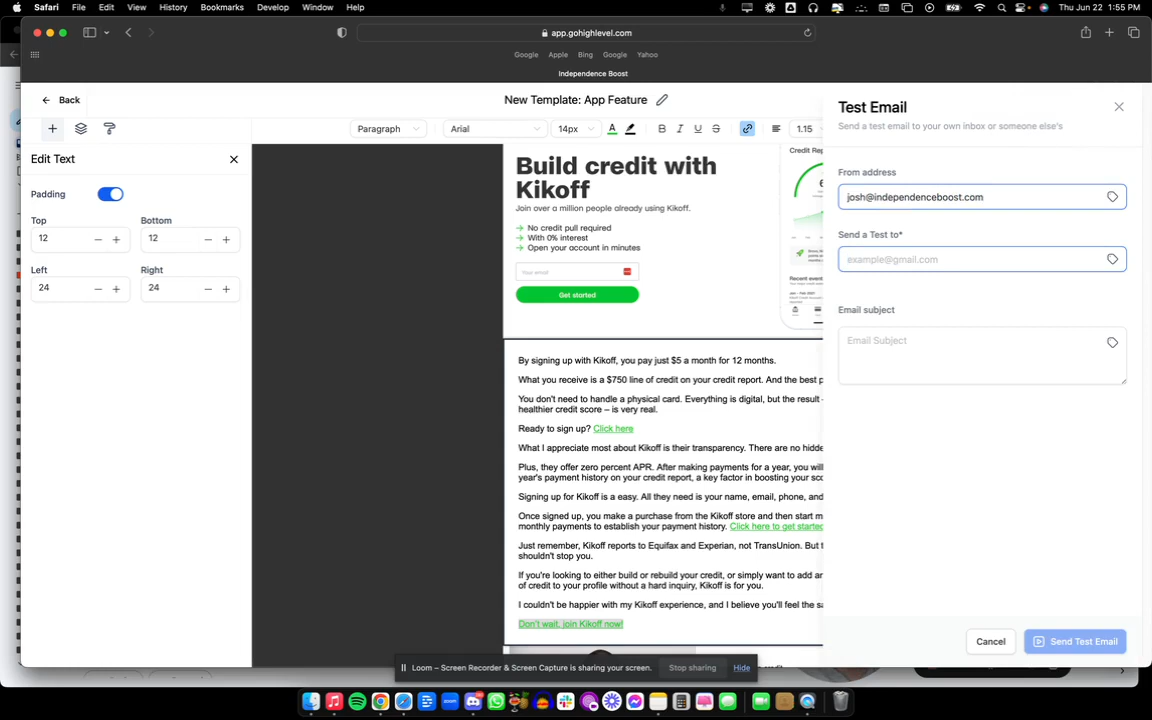 Safari File Edit View History Bookmarks Develop Window Help
Thu Jun 22 1:55 PM
app.gohighlevel.com
Google Apple Bing Google Yahoo
Independence Boost
Back
New Template: App Feature
Paragraph Arial 14px A B I U S 1.15
Edit Text
Padding
Top Bottom
12 12
Left Right
24 24
Build credit with
Kikoff
Join over a million people already using Kikoff.
No credit pull required
With 0% interest
Open your account in minutes
Your email
Get started
Credit Rep
By signing up with Kikoff, you pay just $5 a month for 12 months.
What you receive is a $750 line of credit on your credit report. And the best p
You don't need to handle a physical card. Everything is digital, but the result –
healthier credit score – is very real.
Ready to sign up? Click here
What I appreciate most about Kikoff is their transparency. There are no hidde
Plus, they offer zero percent APR. After making payments for a year, you will
year's payment history on your credit report, a key factor in boosting your sco
Signing up for Kikoff is a easy. All they need is your name, email, phone, and
Once signed up, you make a purchase from the Kikoff store and then start m
monthly payments to establish your payment history. Click here to get started
Just remember, Kikoff reports to Equifax and Experian, not TransUnion. But t
shouldn't stop you.
If you're looking to either build or rebuild your credit, or simply want to add an
of credit to your profile without a hard inquiry, Kikoff is for you.
I couldn't be happier with my Kikoff experience, and I believe you'll feel the sa
Don't wait, join Kikoff now!
Test Email
Send a test email to your own inbox or someone else's
From address
josh@independenceboost.com
Send a Test to*
example@gmail.com
Email subject
Email Subject
Cancel Send Test Email
Loom – Screen Recorder & Screen Capture is sharing your screen. Stop sharing Hide